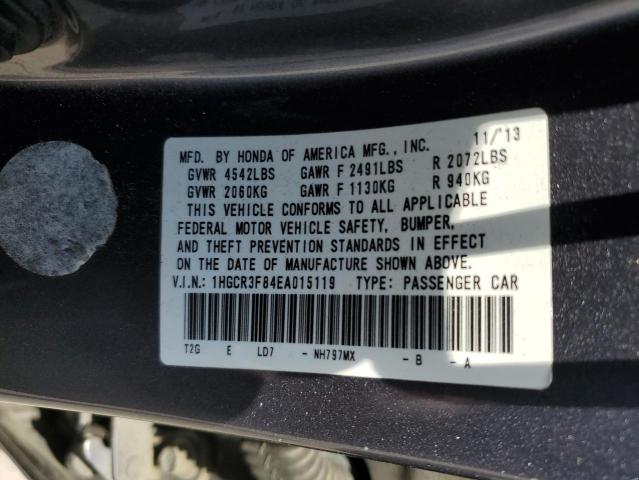 MFD. BY HONDA OF AMERICA MFG., INC. 11/'13
GVWR 4542LBS GAWR F 2491LBS R 2072LBS
GVWR 2060KG GAWR F 1130KG R 940KG
THIS VEHICLE CONFORMS TO ALL APPLICABLE
FEDERAL MOTOR VEHICLE SAFETY, BUMPER,
AND THEFT PREVENTION STANDARDS IN EFFECT
ON THE DATE OF MANUFACTURE SHOWN ABOVE.
V.I.N.: 1HGCR3F84EA015119 TYPE: PASSENGER CAR
T2G E LD7 - NH797MX - B - A